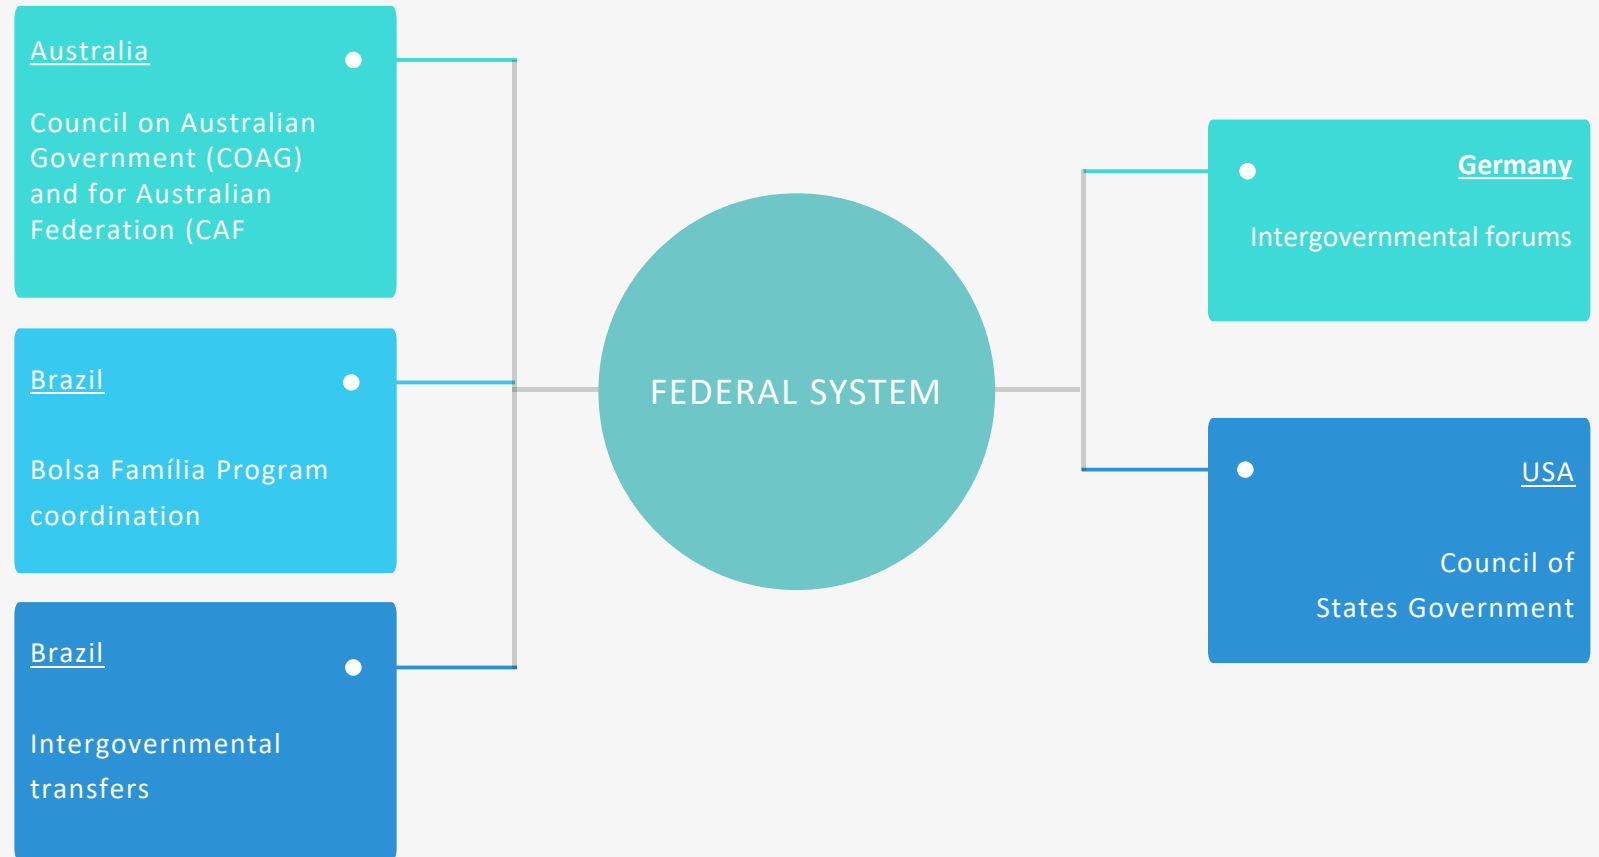 Australia
Council on Australian
Government (COAG)
and for Australian
Federation (CAF
Brazil
Bolsa Família Program
coordination
Brazil
Intergovernmental
transfers
FEDERAL SYSTEM
Germany
Intergovernmental forums
USA
Council of
States Government